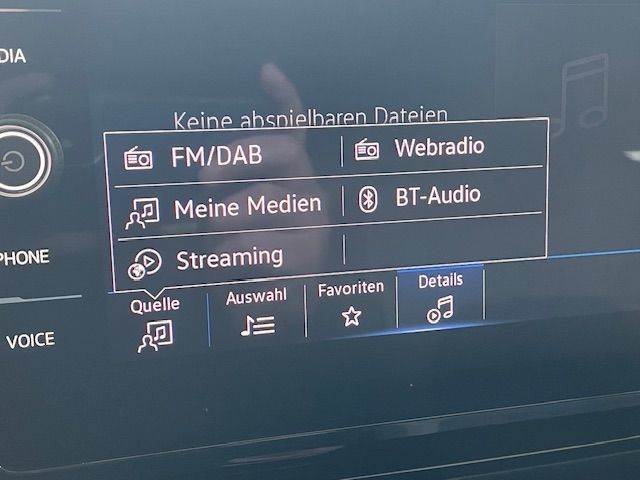 DIA
Keine abspielbaren Dateien
FM/DAB
Webradio
Meine Medien
BT-Audio
Streaming
PHONE
Quelle
Auswahl
Favoriten
Details
VOICE